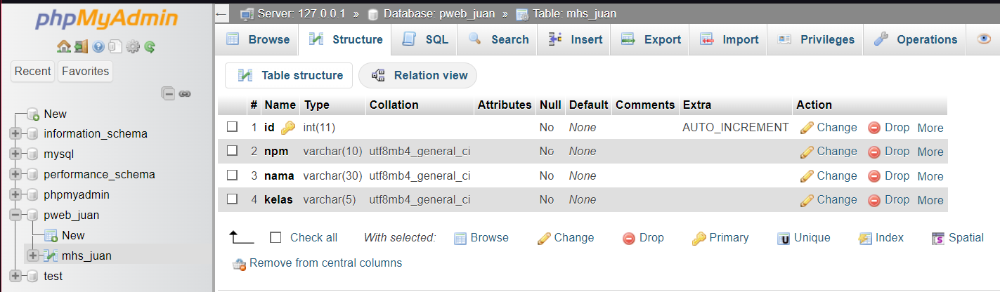 phpMyAdmin
Recent Favorites
New
information_schema
mysql
performance_schema
phpmyadmin
pweb_juan
New
mhs_juan
test
Server: 127.0.0.1 » Database: pweb_juan » Table: mhs_juan
Browse Structure SQL Search Insert Export Import Privileges Operations
Table structure Relation view
# Name Type Collation Attributes Null Default Comments Extra Action
1 id int(11) No None AUTO_INCREMENT Change Drop More
2 npm varchar(10) utf8mb4_general_ci No None Change Drop More
3 nama varchar(30) utf8mb4_general_ci No None Change Drop More
4 kelas varchar(5) utf8mb4_general_ci No None Change Drop More
Check all With selected: Browse Change Drop Primary Unique Index Spatial
Remove from central columns